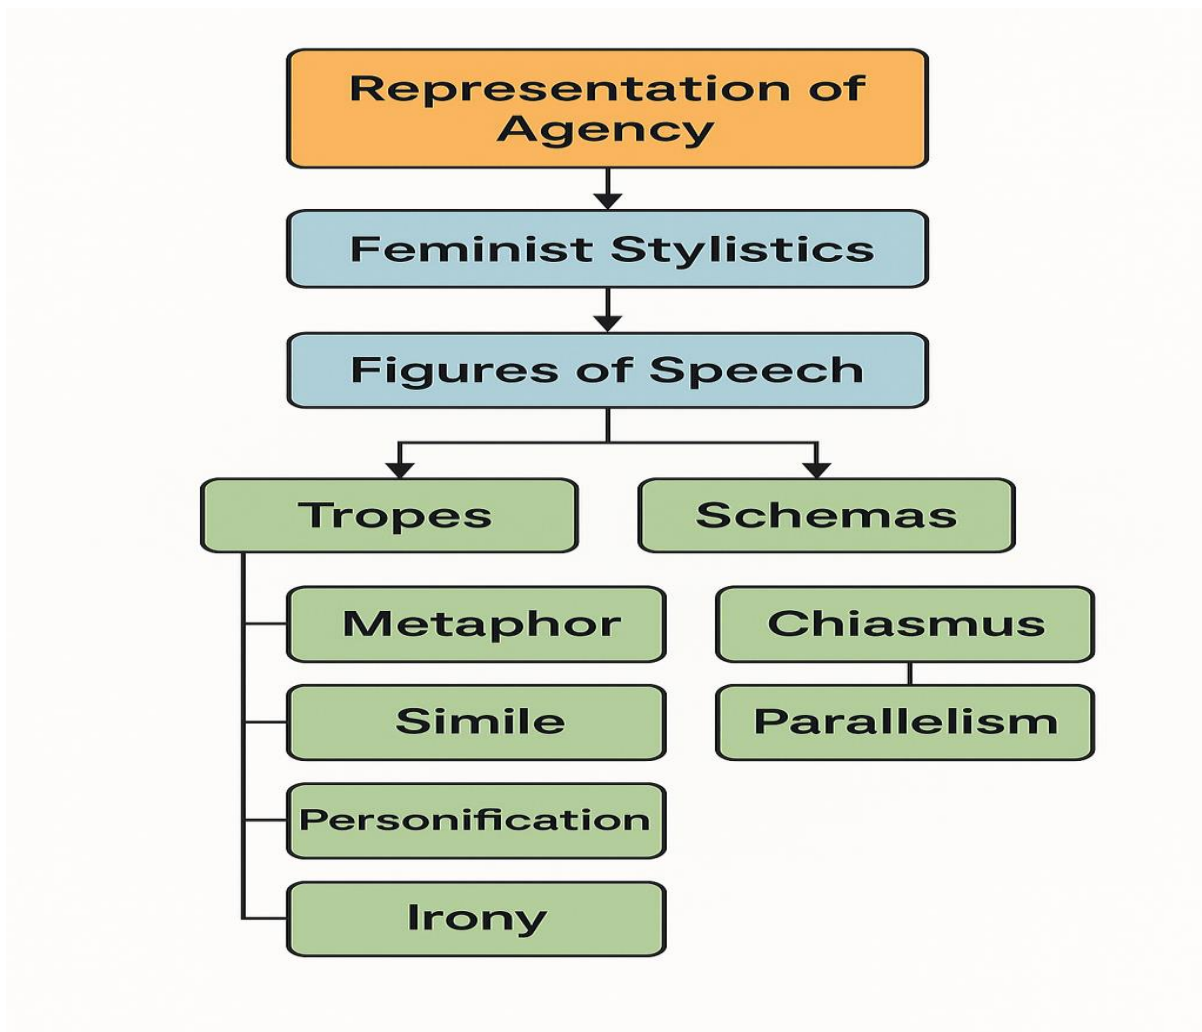 Representation of
Agency
Feminist Stylistics
Figures of Speech
Tropes
Schemas
Metaphor
Chiasmus
Simile
Parallelism
Personification
Irony